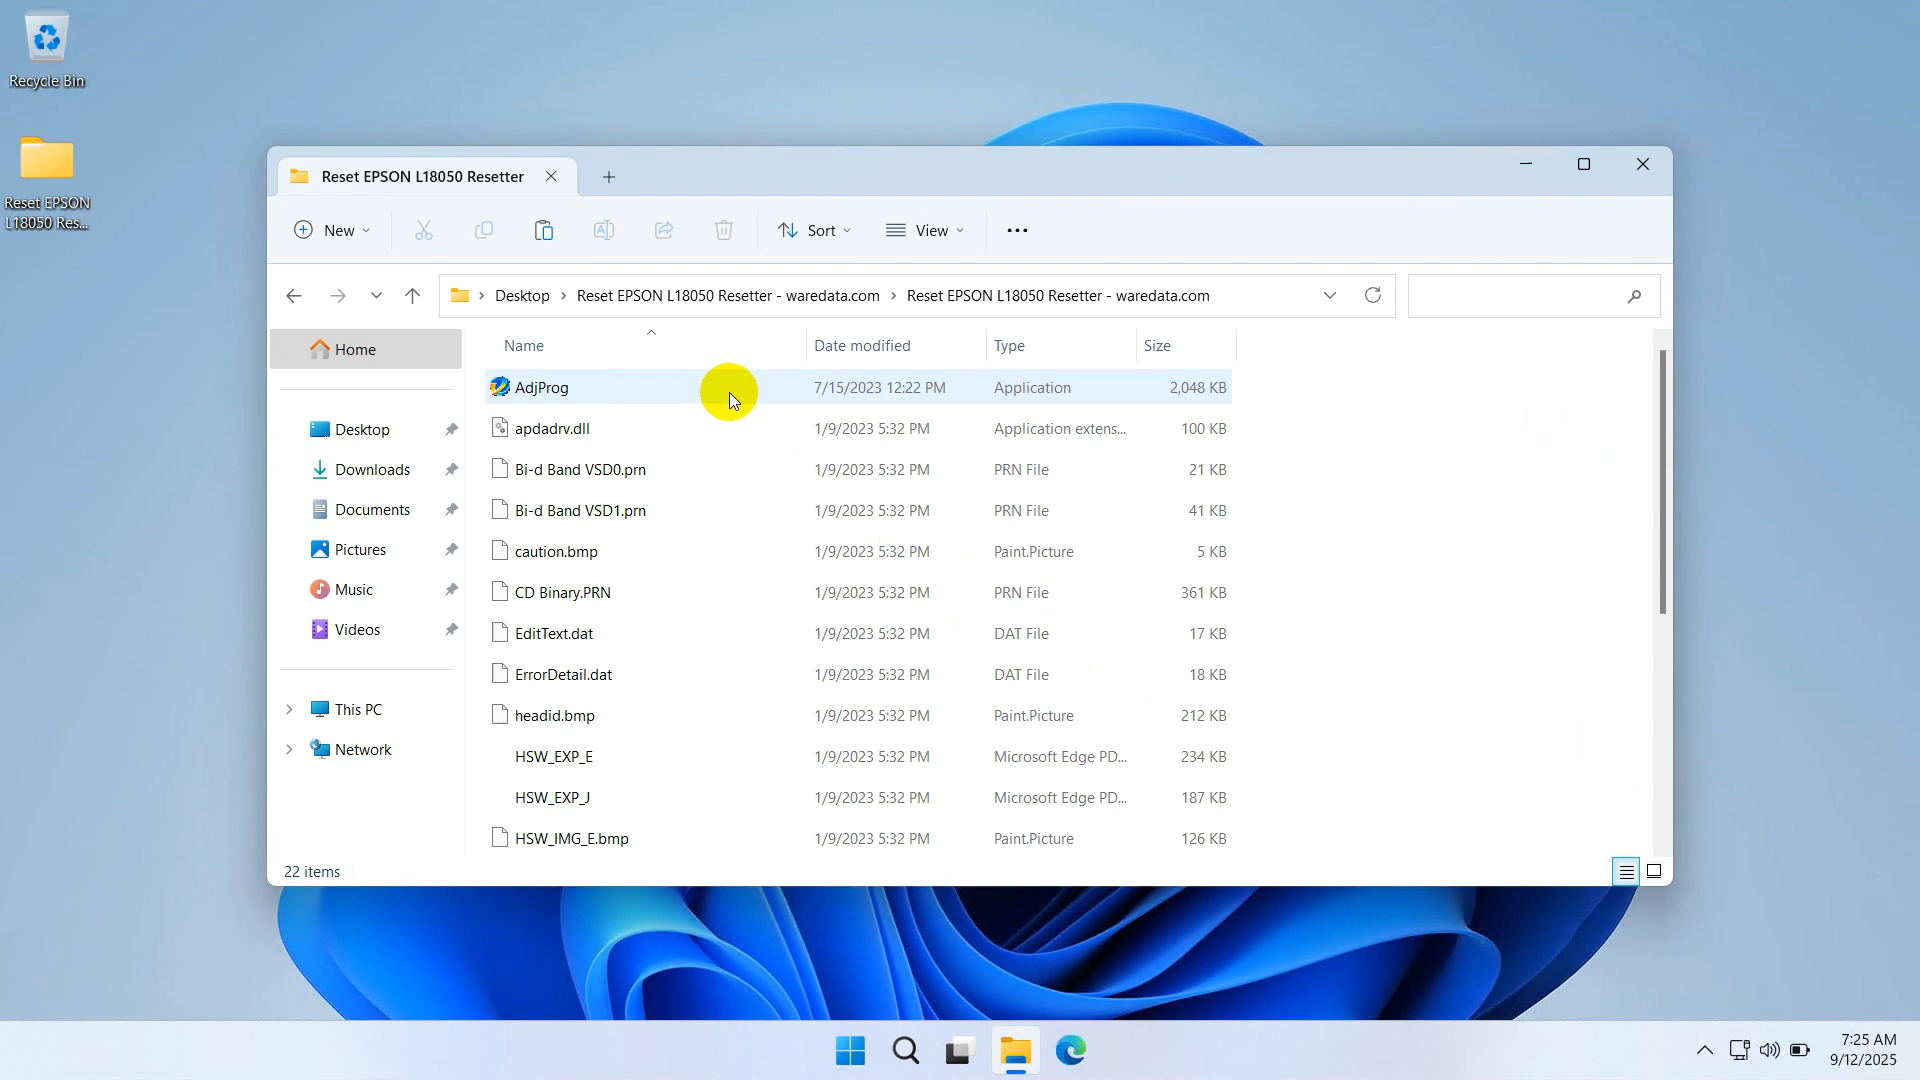 Recycle Bin
Reset EPSON
L18050 Res...
Reset EPSON L18050 Resetter
New
Sort
View
Desktop
Reset EPSON L18050 Resetter - waredata.com
Reset EPSON L18050 Resetter - waredata.com
Home
Desktop
Downloads
Documents
Pictures
Music
Videos
This PC
Network
Name Date modified Type Size
AdjProg 7/15/2023 12:22 PM Application 2,048 KB
apdadrv.dll 1/9/2023 5:32 PM Application extens... 100 KB
Bi-d Band VSD0.prn 1/9/2023 5:32 PM PRN File 21 KB
Bi-d Band VSD1.prn 1/9/2023 5:32 PM PRN File 41 KB
caution.bmp 1/9/2023 5:32 PM Paint.Picture 5 KB
CD Binary.PRN 1/9/2023 5:32 PM PRN File 361 KB
EditText.dat 1/9/2023 5:32 PM DAT File 17 KB
ErrorDetail.dat 1/9/2023 5:32 PM DAT File 18 KB
headid.bmp 1/9/2023 5:32 PM Paint.Picture 212 KB
HSW_EXP_E 1/9/2023 5:32 PM Microsoft Edge PD... 234 KB
HSW_EXP_J 1/9/2023 5:32 PM Microsoft Edge PD... 187 KB
HSW_IMG_E.bmp 1/9/2023 5:32 PM Paint.Picture 126 KB
22 items
7:25 AM
9/12/2025